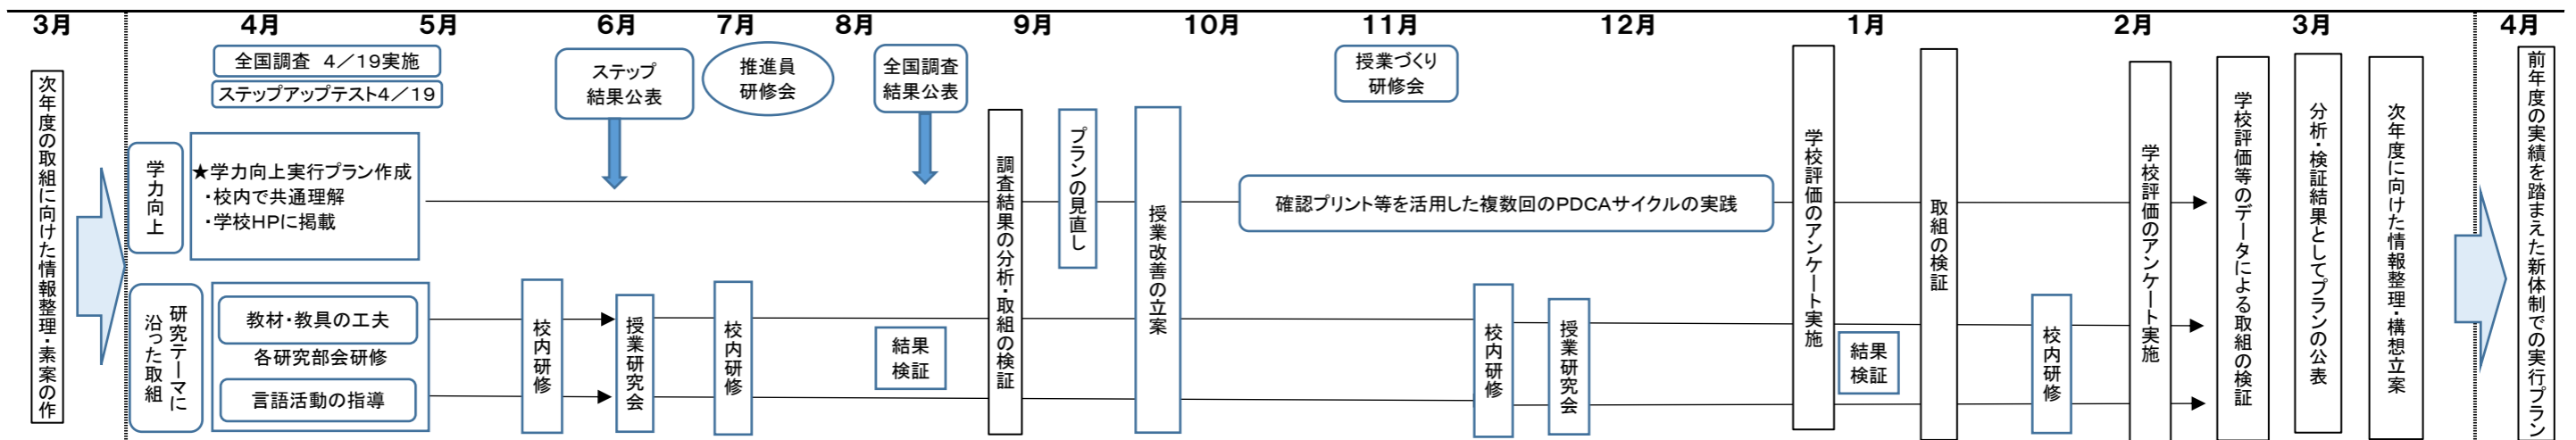 3月
4月
5月
6月
7月
8月
9月
10月
11月
12月
1月
2月
3月
4月
次年度の取組に向けた情報整理・素案の作
全国調査 4/19実施
ステップアップテスト4/19
学力向上
★学力向上実行プラン作成
・校内で共通理解
・学校HPに掲載
研究テーマに
沿った取組
教材・教具の工夫
各研究部会研修
言語活動の指導
校内研修
ステップ
結果公表
授業研究会
推進員
研修会
校内研修
全国調査
結果公表
結果
検証
調査結果の分析・取組の検証
プランの見直し
授業改善の立案
授業づくり
研修会
確認プリント等を活用した複数回のPDCAサイクルの実践
校内研修
授業研究会
学校評価のアンケート実施
結果
検証
取組の検証
校内研修
学校評価のアンケート実施
学校評価等のデータによる取組の検証
分析・検証結果としてプランの公表
次年度に向けた情報整理・構想立案
前年度の実績を踏まえた新体制での実行プラン